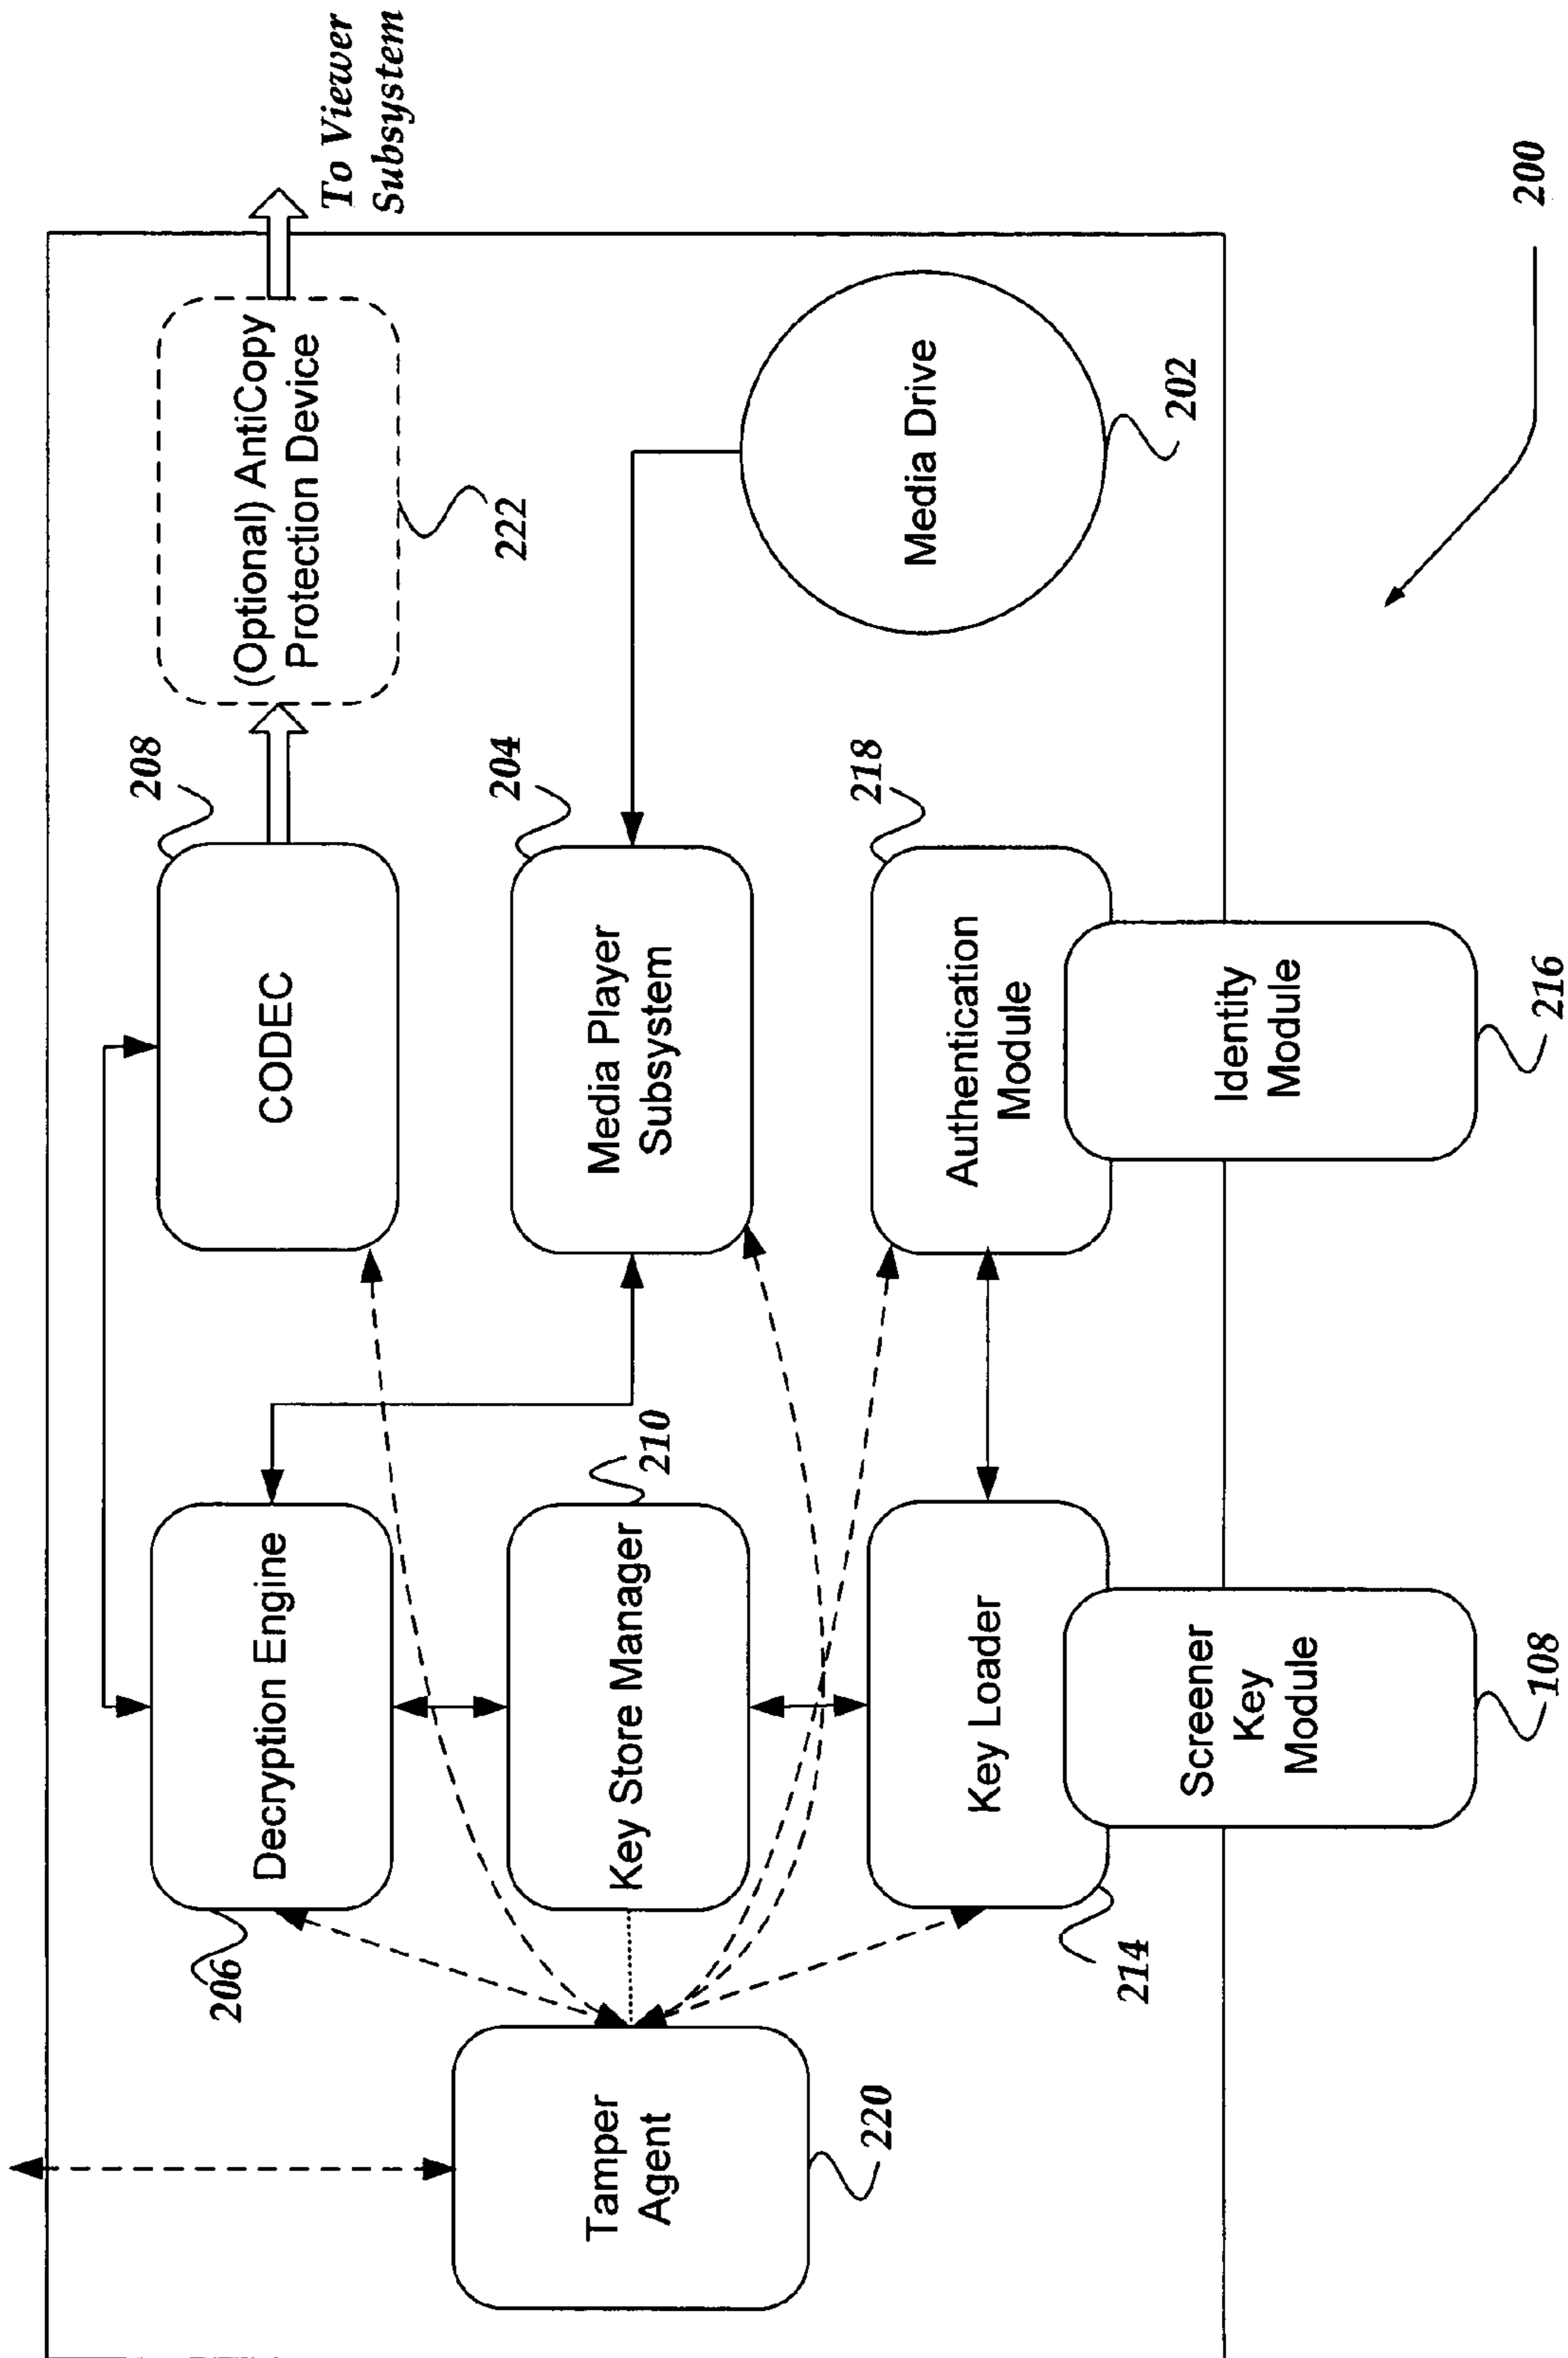 Tamper
Agent
220
Decryption Engine
206
Key Store Manager
210
Key Loader
214
Screener
Key
Module
108
CODEC
208
Media Player
Subsystem
204
Authentication
Module
218
Identity
Module
216
(Optional) AntiCopy
Protection Device
222
Media Drive
202
To Viewer
Subsystem
200